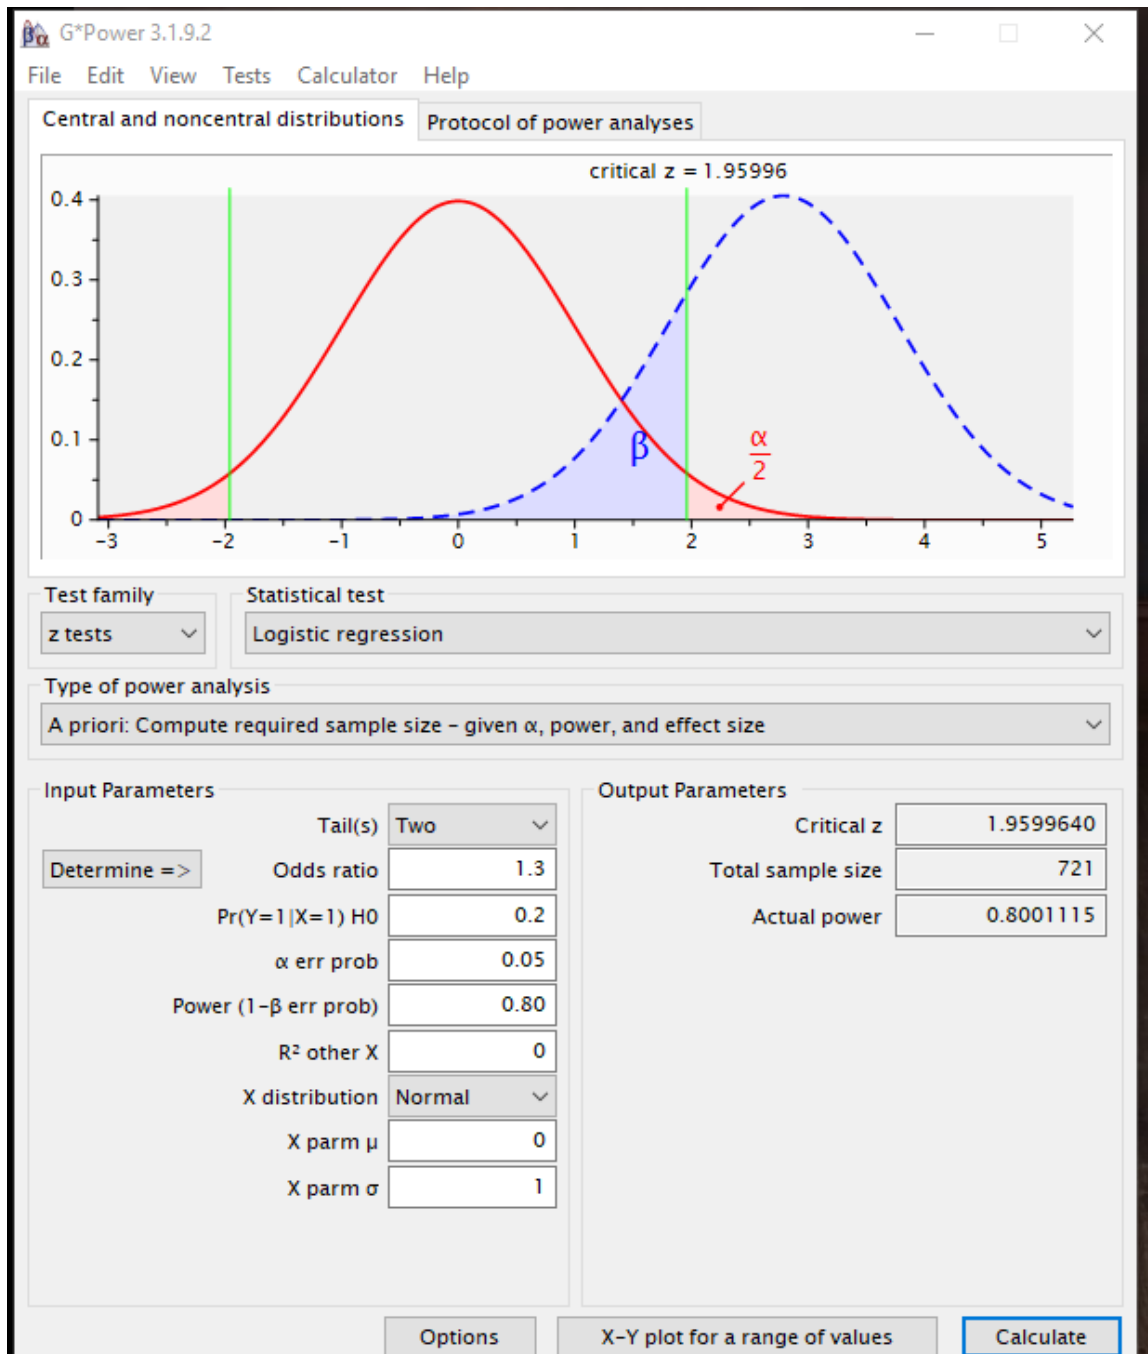 G*Power 3.1.9.2
File Edit View Tests Calculator Help
Central and noncentral distributions Protocol of power analyses
critical z = 1.95996
0.4
0.3
0.2
0.1
0
β
α
2
-3 -2 -1 0 1 2 3 4 5
Test family Statistical test
z tests Logistic regression
Type of power analysis
A priori: Compute required sample size – given α, power, and effect size
Input Parameters Output Parameters
Tail(s) Two Critical z 1.9599640
Determine => Odds ratio 1.3 Total sample size 721
Pr(Y=1|X=1) H0 0.2 Actual power 0.8001115
α err prob 0.05
Power (1-β err prob) 0.80
R² other X 0
X distribution Normal
X parm μ 0
X parm σ 1
Options X-Y plot for a range of values Calculate